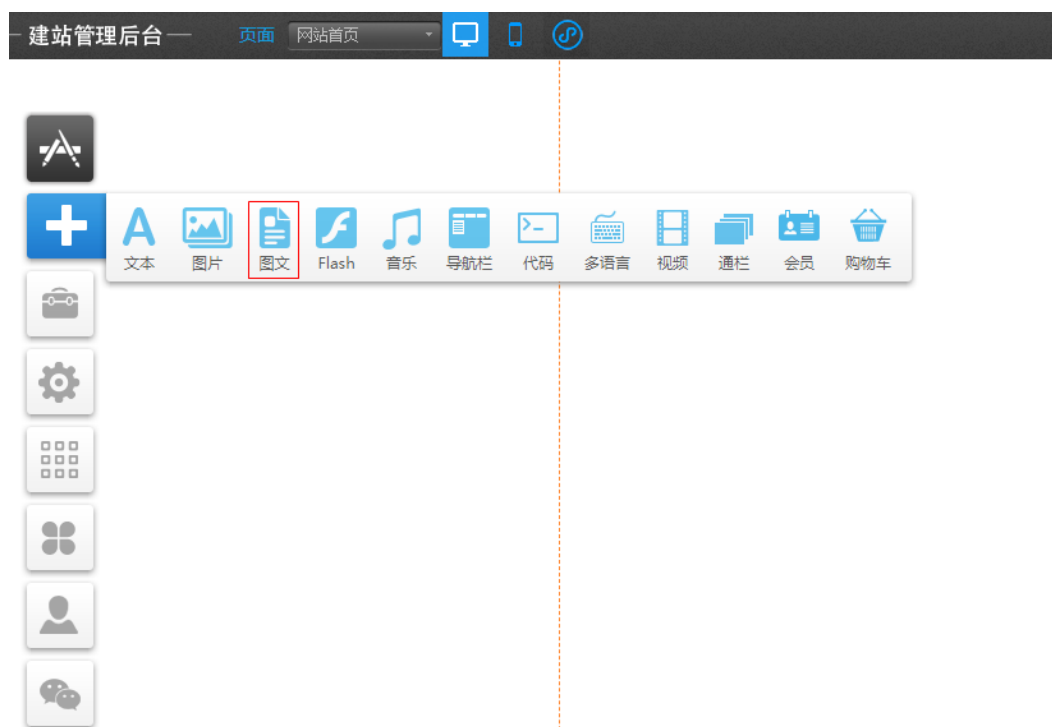 建站管理后台 页面 网站首页
文本 图片 图文 Flash 音乐 导航栏 代码 多语言 视频 通栏 会员 购物车